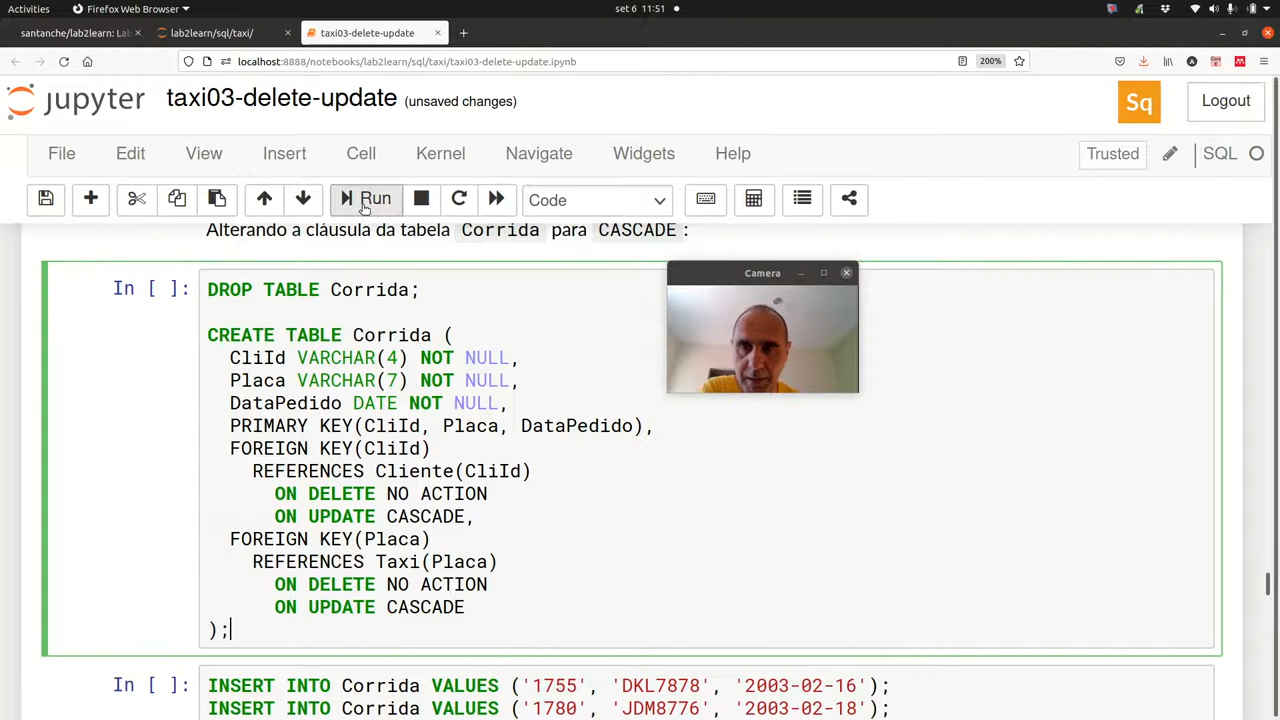 Activities
Firefox Web Browser
set 6 11:51
santanche/lab2learn: Lab
lab2learn/sql/taxi/
taxi03-delete-update
localhost:8888/notebooks/lab2learn/sql/taxi/taxi03-delete-update.ipynb
200%
jupyter
taxi03-delete-update (unsaved changes)
Sq
Logout
File Edit View Insert Cell Kernel Navigate Widgets Help
Trusted
SQL
Run
Code
Alterando a cláusula da tabela Corrida para CASCADE :
Camera
In [ ]:
DROP TABLE Corrida;
CREATE TABLE Corrida (
CliId VARCHAR(4) NOT NULL,
Placa VARCHAR(7) NOT NULL,
DataPedido DATE NOT NULL,
PRIMARY KEY(CliId, Placa, DataPedido),
FOREIGN KEY(CliId)
REFERENCES Cliente(CliId)
ON DELETE NO ACTION
ON UPDATE CASCADE,
FOREIGN KEY(Placa)
REFERENCES Taxi(Placa)
ON DELETE NO ACTION
ON UPDATE CASCADE
);
In [ ]:
INSERT INTO Corrida VALUES ('1755', 'DKL7878', '2003-02-16');
INSERT INTO Corrida VALUES ('1780', 'JDM8776', '2003-02-18');